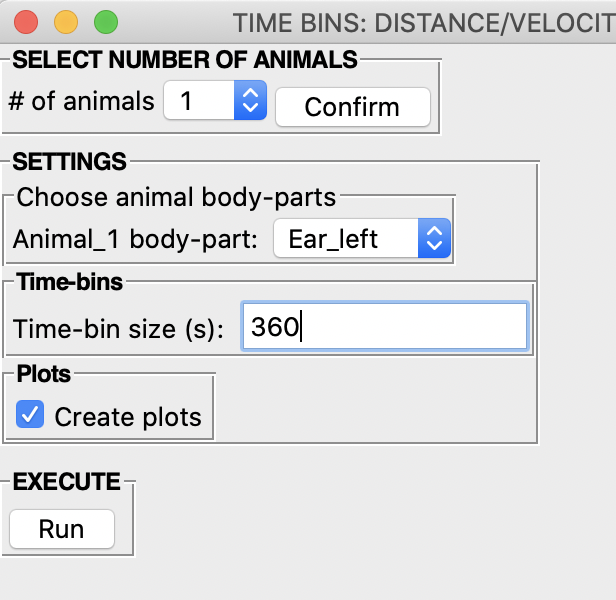 TIME BINS: DISTANCE/VELOCIT
SELECT NUMBER OF ANIMALS
# of animals 1 Confirm
SETTINGS
Choose animal body-parts
Animal_1 body-part: Ear_left
Time-bins
Time-bin size (s): 360
Plots
Create plots
EXECUTE
Run